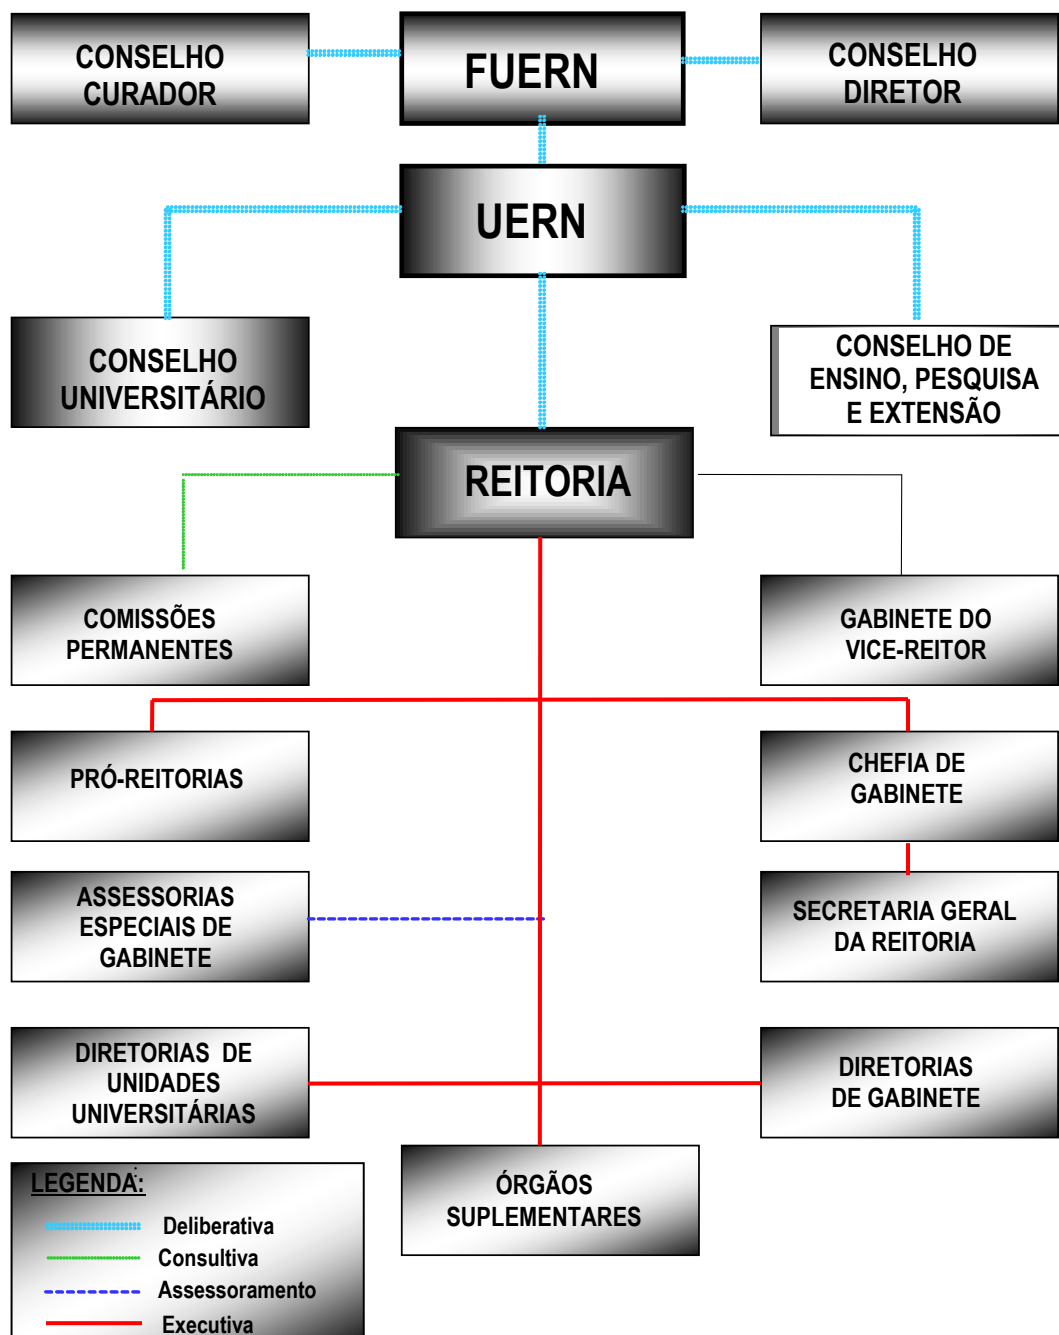 CONSELHO
CURADOR
FUERN
CONSELHO
DIRETOR
UERN
CONSELHO
UNIVERSITÁRIO
CONSELHO DE
ENSINO, PESQUISA
E EXTENSÃO
REITORIA
COMISSÕES
PERMANENTES
GABINETE DO
VICE-REITOR
PRÓ-REITORIAS
CHEFIA DE
GABINETE
ASSESSORIAS
ESPECIAIS DE
GABINETE
SECRETARIA GERAL
DA REITORIA
DIRETORIAS DE
UNIDADES
UNIVERSITÁRIAS
DIRETORIAS
DE GABINETE
ÓRGÃOS
SUPLEMENTARES
LEGENDA:
Deliberativa
Consultiva
Assessoramento
Executiva